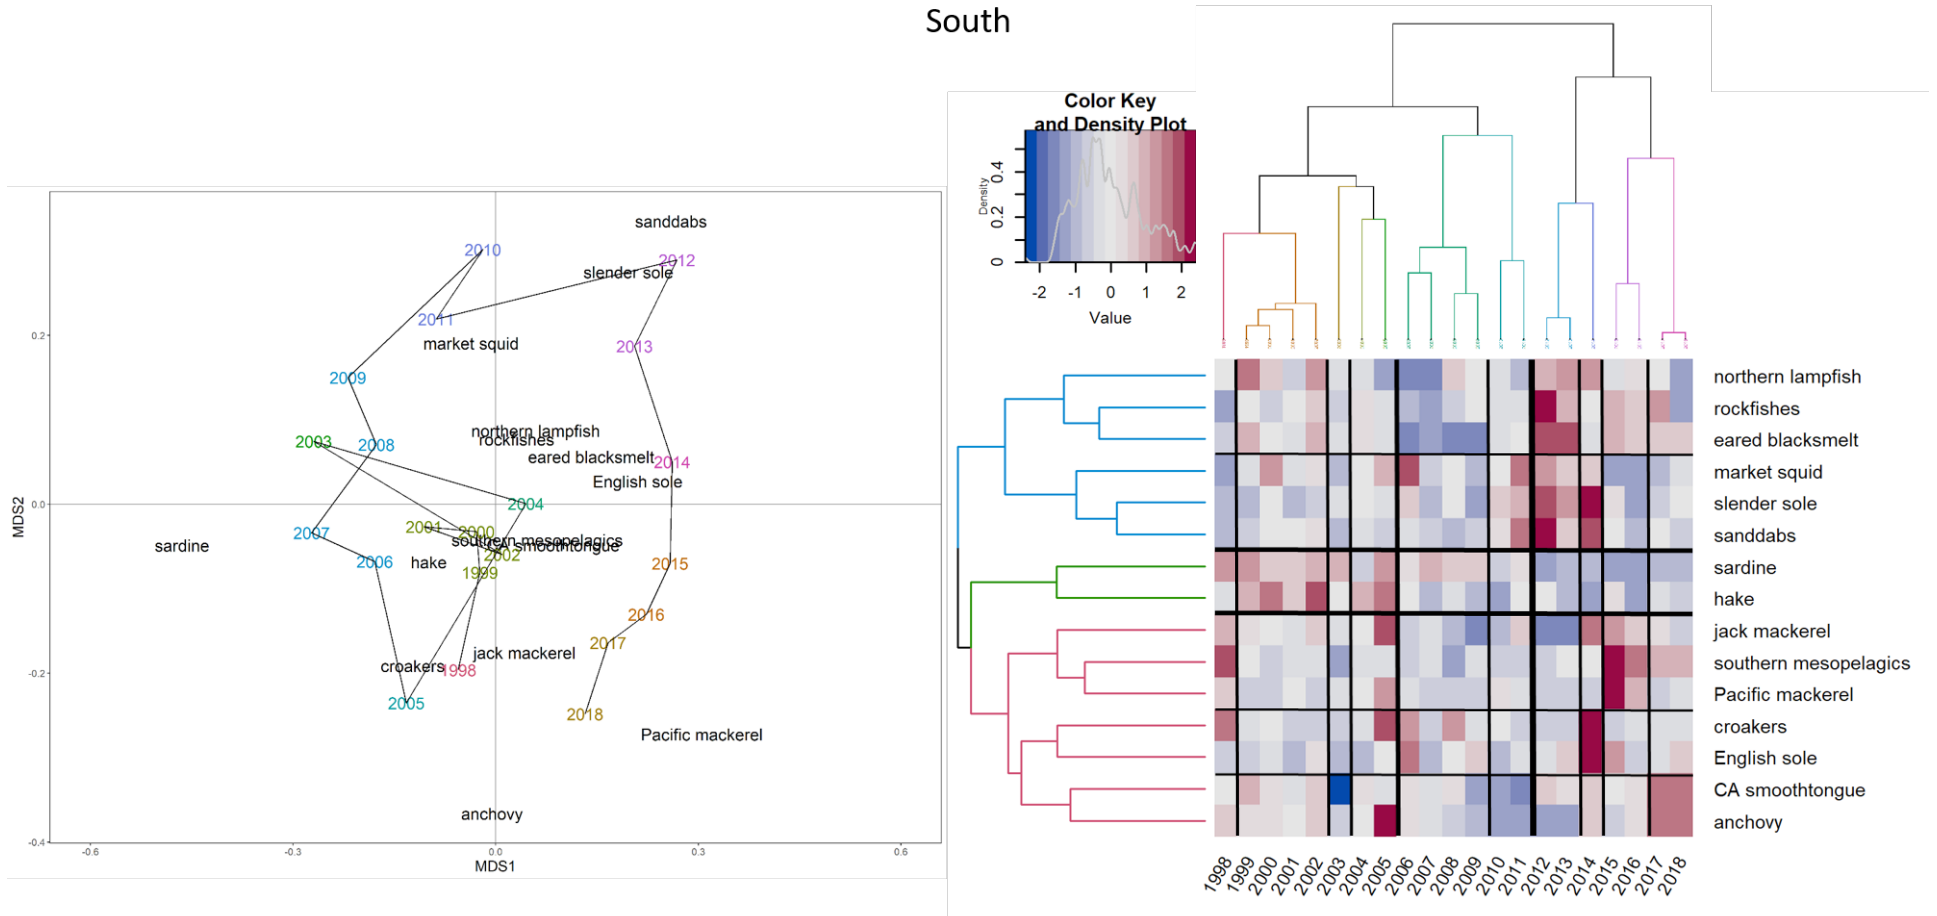 South
sanddabs
2010
2012
slender sole
2011
market squid
2013
2009
2003
2008
northern lampfish
rockfishes
eared blacksmelt
2014
English sole
2004
2007
2001
2000
southern mesopelagics
CA smoothtongue
2002
sardine
2006
hake
1999
2015
2016
2017
jack mackerel
croakers
1998
2005
2018
Pacific mackerel
anchovy
0.2
0.0
-0.2
-0.4
MDS2
-0.6
-0.3
0.0
0.3
0.6
MDS1
Color Key
and Density Plot
Density
0
0.2
0.4
-2
-1
0
1
2
Value
northern lampfish
rockfishes
eared blacksmelt
market squid
slender sole
sanddabs
sardine
hake
jack mackerel
southern mesopelagics
Pacific mackerel
croakers
English sole
CA smoothtongue
anchovy
1998
1999
2000
2001
2002
2003
2004
2005
2006
2007
2008
2009
2010
2011
2012
2013
2014
2015
2016
2017
2018